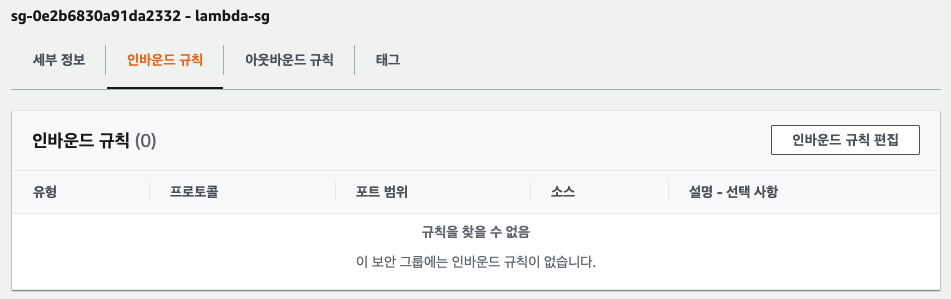 sg-0e2b6830a91da2332 - lambda-sg
세부 정보 인바운드 규칙 아웃바운드 규칙 태그
인바운드 규칙 (0) 인바운드 규칙 편집
유형 프로토콜 포트 범위 소스 설명 - 선택 사항
규칙을 찾을 수 없음
이 보안 그룹에는 인바운드 규칙이 없습니다.